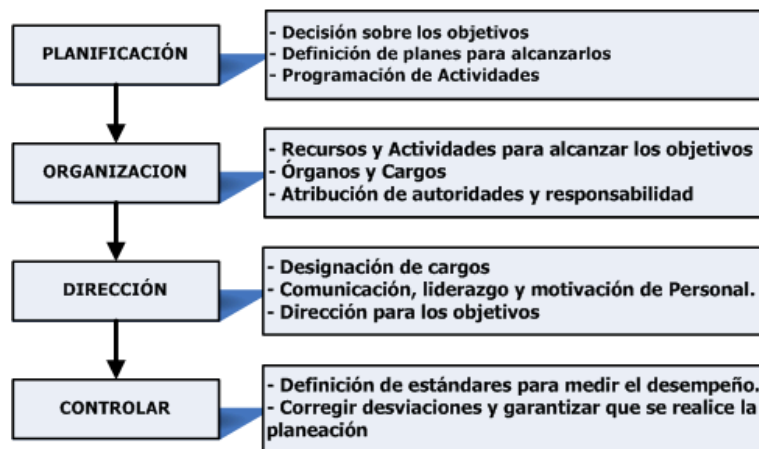 PLANIFICACIÓN
- Decisión sobre los objetivos
- Definición de planes para alcanzarlos
- Programación de Actividades
ORGANIZACION
- Recursos y Actividades para alcanzar los objetivos
- Órganos y Cargos
- Atribución de autoridades y responsabilidad
DIRECCIÓN
- Designación de cargos
- Comunicación, liderazgo y motivación de Personal.
- Dirección para los objetivos
CONTROLAR
- Definición de estándares para medir el desempeño.
- Corregir desviaciones y garantizar que se realice la
planeación